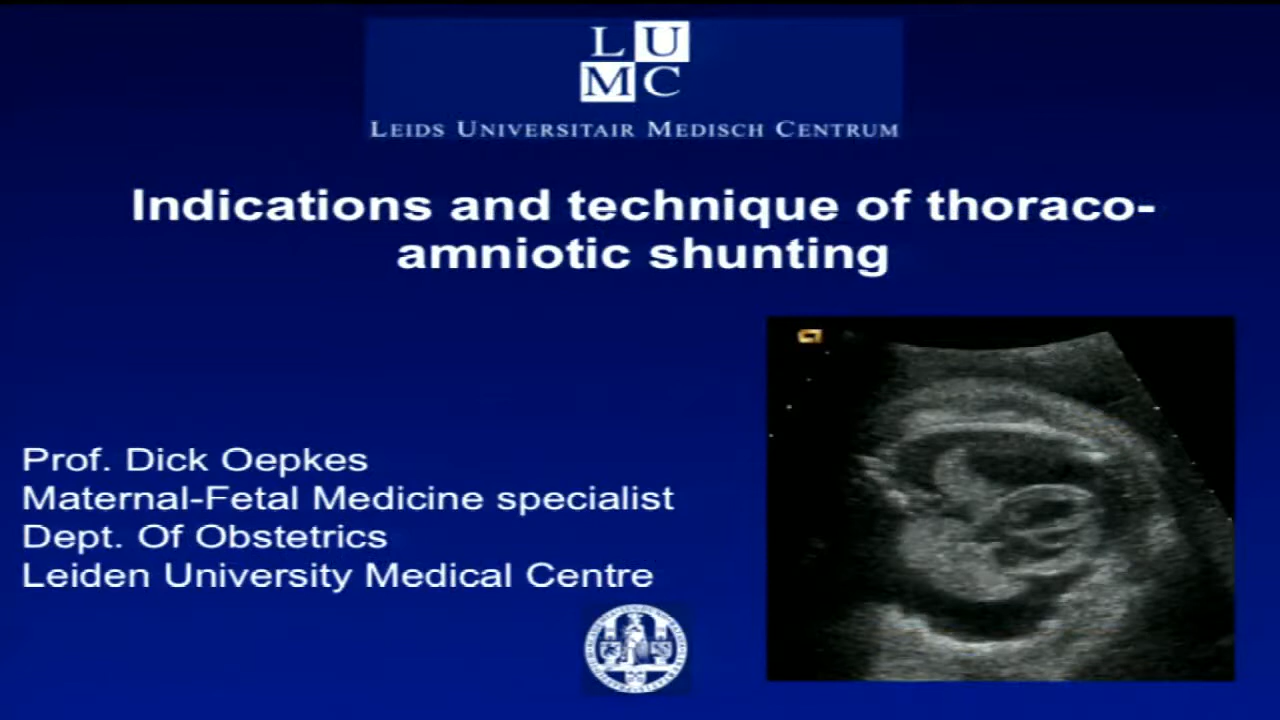 L U
M C
LEIDS UNIVERSITAIR MEDISCH CENTRUM
Indications and technique of thoraco-
amniotic shunting
Prof. Dick Oepkes
Maternal-Fetal Medicine specialist
Dept. Of Obstetrics
Leiden University Medical Centre